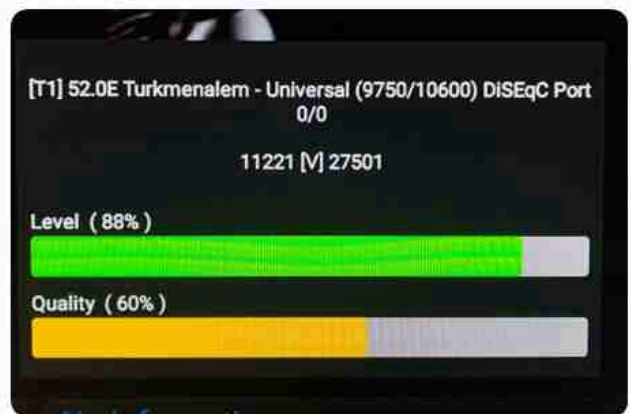 [T1] 52.0E Turkmenalem - Universal (9750/10600) DiSEqC Port
0/0
11221 [V] 27501
Level ( 88% )
Quality ( 60% )